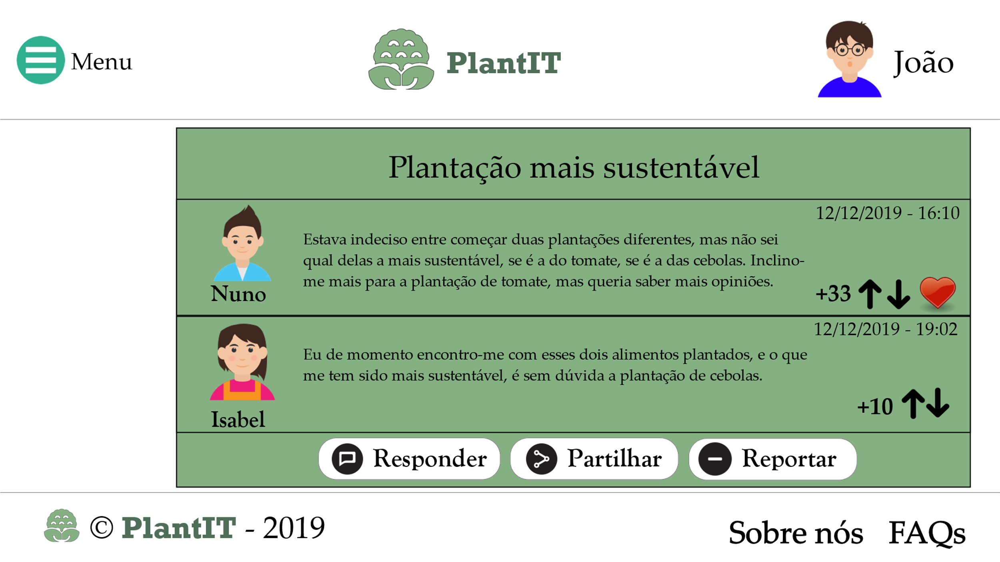 Menu
PlantIT
João
Plantação mais sustentável
12/12/2019 - 16:10
Estava indeciso entre começar duas plantações diferentes, mas não sei
qual delas a mais sustentável, se é a do tomate, se é a das cebolas. Inclino-
me mais para a plantação de tomate, mas queria saber mais opiniões.
Nuno
+33
12/12/2019 - 19:02
Eu de momento encontro-me com esses dois alimentos plantados, e o que
me tem sido mais sustentável, é sem dúvida a plantação de cebolas.
+10
Isabel
Responder
Partilhar
Reportar
© PlantIT - 2019
Sobre nós
FAQs